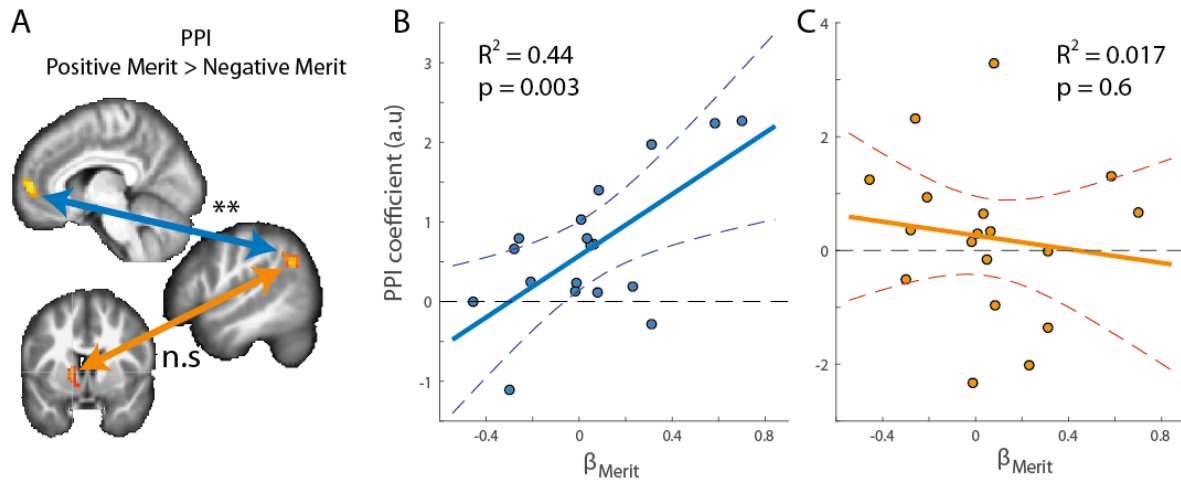 A
PPI
Positive Merit > Negative Merit
**
n.s
B
R² = 0.44
p = 0.003
PPI coefficient (a.u)
3
2
1
0
-1
-0.4 0 0.4 0.8
β_Merit
C
R² = 0.017
p = 0.6
4
2
0
-2
-0.4 0 0.4 0.8
β_Merit